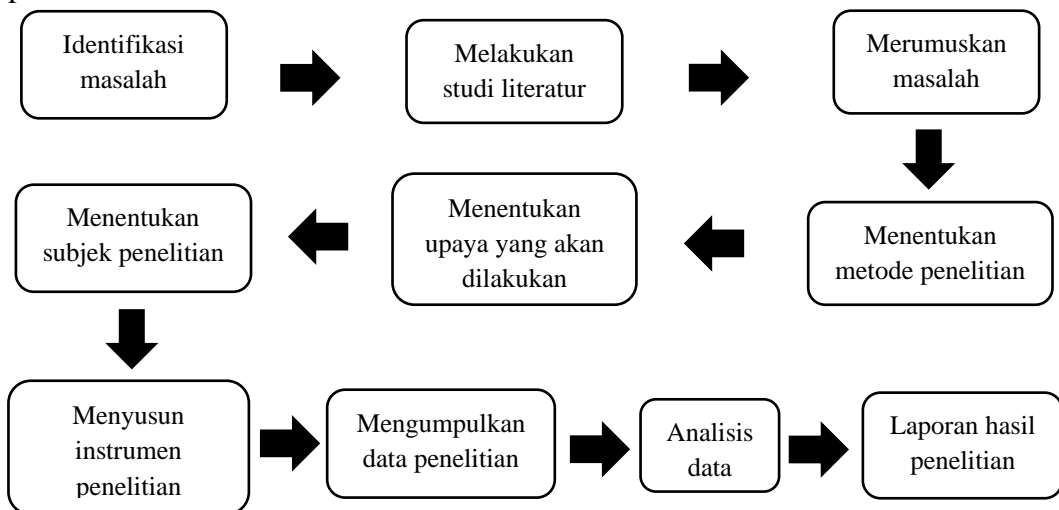 Identifikasi
masalah
Melakukan
studi literatur
Merumuskan
masalah
Menentukan
metode penelitian
Menentukan
upaya yang akan
dilakukan
Menentukan
subjek penelitian
Menyusun
instrumen
penelitian
Mengumpulkan
data penelitian
Analisis
data
Laporan hasil
penelitian